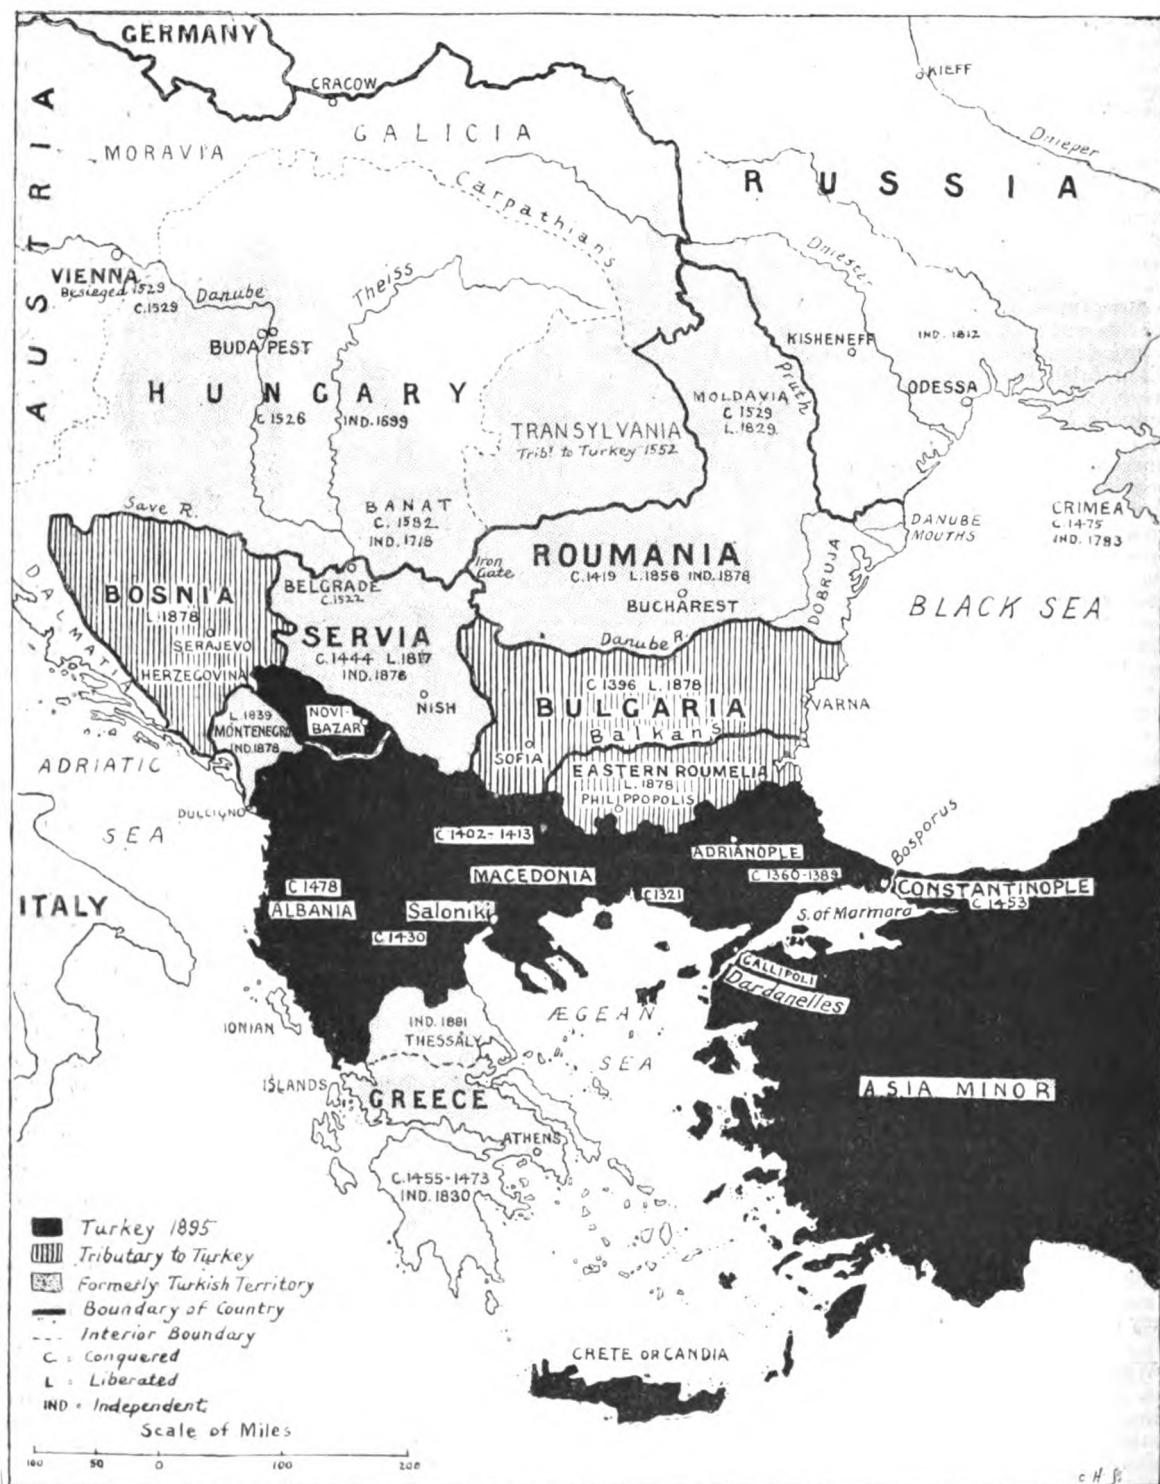 GERMANY
CRACOW
KIEFF
Dnieper
AUSTRIA
MORAVIA
GALICIA
Carpathians
RUSSIA
VIENNA
Besieged 1529
C.1529
Danube
Theiss
Dniester
BUDAPEST
KISHENEFF
IND. 1812
ODESSA
HUNGARY
C 1526
IND. 1699
Pruth
MOLDAVIA
C 1529
L. 1829.
TRANSYLVANIA
Trib! to Turkey 1552
Save R.
BANAT
C. 1552
IND. 1718
CRIMEA
C. 1475
IND. 1783
DANUBE
MOUTHS
Iron
Gate
ROUMANIA
C.1419 L.1856 IND. 1878
BUCHAREST
DOBRUJA
BLACK SEA
DALMATIA
BOSNIA
L. 1878
SERAJEVO
HERZEGOVINA
BELGRADE
C.1522
SERVIA
C.1444 L.1817
IND. 1876
NISH
Danube R.
C 1396 L. 1878
BULGARIA
Balkans
VARNA
L. 1839
MONTENEGRO
IND. 1878
NOVI-
BAZAR
SOFIA
EASTERN ROUMELIA
L. 1878
PHILIPPOPOLIS
ADRIATIC
SEA
DULCIGNO
C 1402-1413
ADRIANOPLE
Bosporus
MACEDONIA
C 1360-1389
CONSTANTINOPLE
C. 1453
C 1478
ALBANIA
Saloniki
C 1321
S. of Marmora
ITALY
C. 1430
GALLIPOLI
Dardanelles
IONIAN
ISLANDS
IND. 1881
THESSALY
ÆGEAN
SEA
ASIA MINOR
GREECE
ATHENS
C. 1455-1473
IND. 1830
Turkey 1895
Tributary to Turkey
Formerly Turkish Territory
Boundary of Country
Interior Boundary
C = Conquered
L = Liberated
IND = Independent
Scale of Miles
100 50 0 100 200
CRETE OR CANDIA